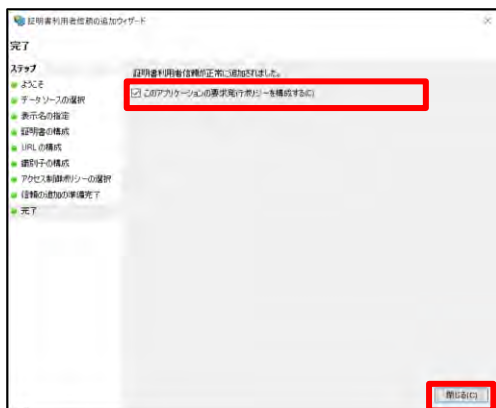 証明書利用者信頼の追加ウィザード
完了
ステップ
ようこそ
データ ソースの選択
表示名の指定
証明書の構成
URL の構成
識別子の構成
アクセス制御ポリシーの選択
信頼の追加の準備完了
完了
証明書利用者信頼が正常に追加されました。
このアプリケーションの要求発行ポリシーを構成する(C)
閉じる(C)